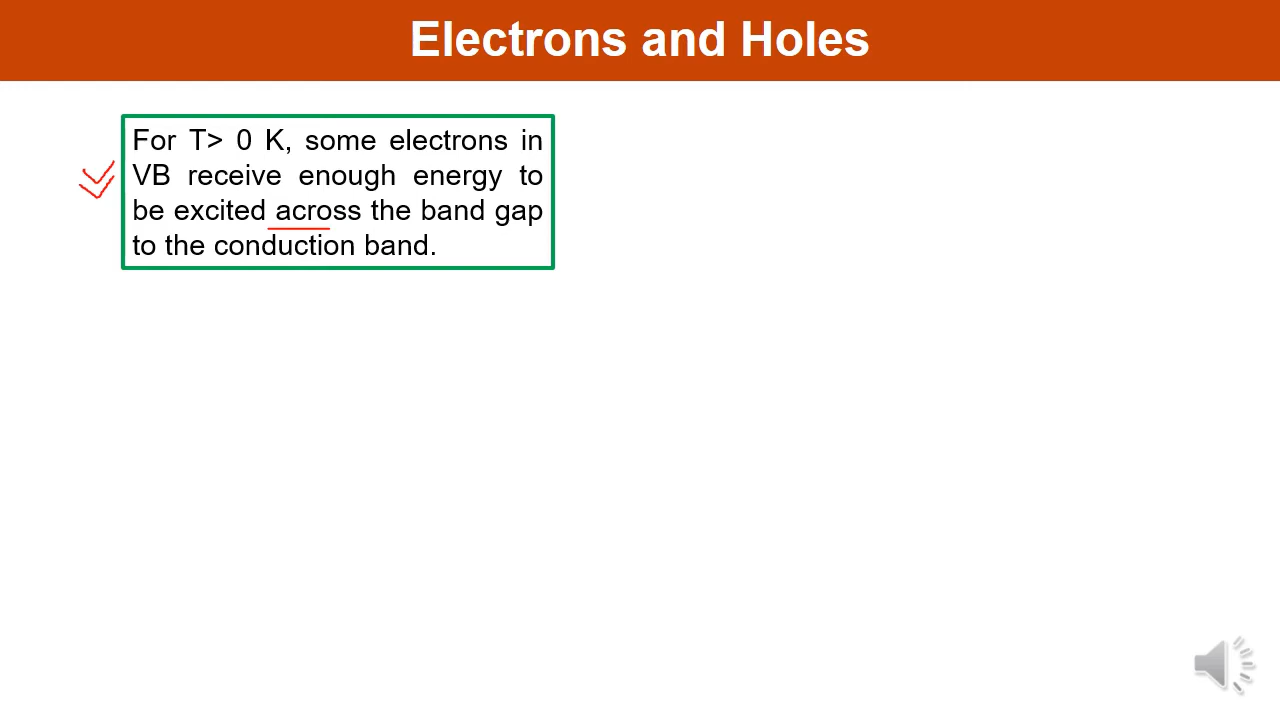 Electrons and Holes
For T> 0 K, some electrons in
VB receive enough energy to
be excited across the band gap
to the conduction band.